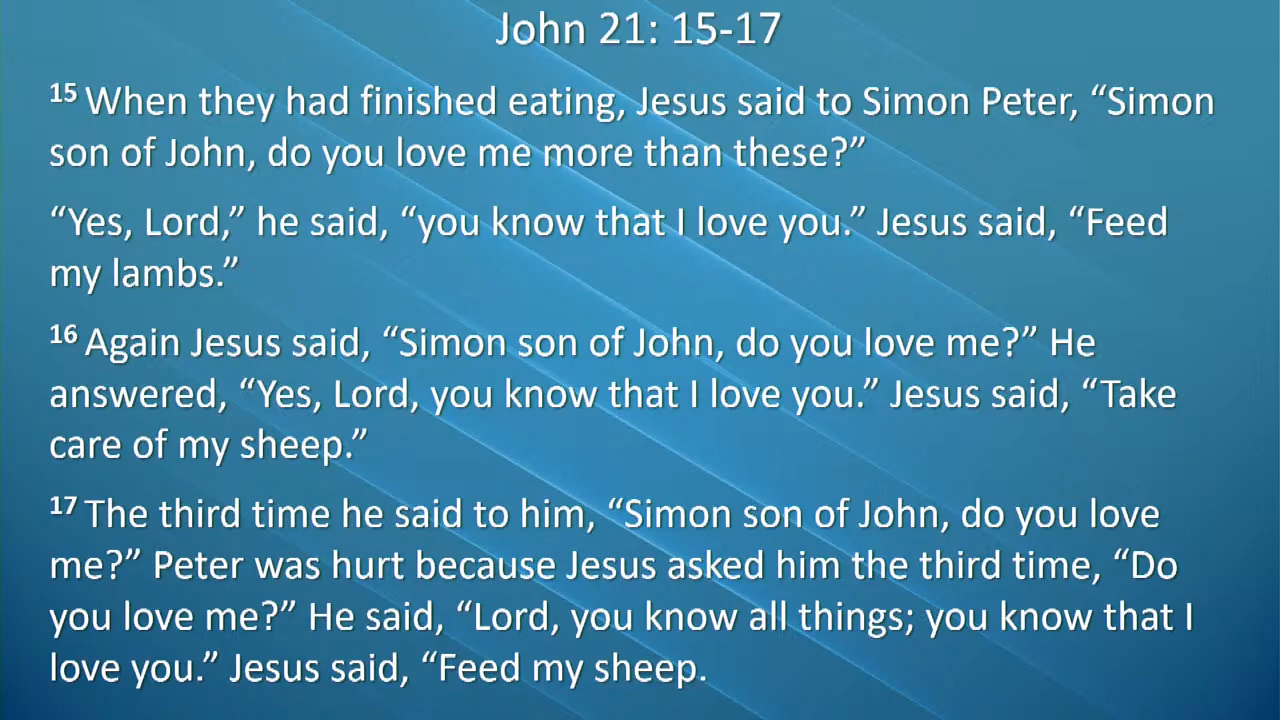 John 21: 15-17
15 When they had finished eating, Jesus said to Simon Peter, “Simon
son of John, do you love me more than these?”
“Yes, Lord,” he said, “you know that I love you.” Jesus said, “Feed
my lambs.”
16 Again Jesus said, “Simon son of John, do you love me?” He
answered, “Yes, Lord, you know that I love you.” Jesus said, “Take
care of my sheep.”
17 The third time he said to him, “Simon son of John, do you love
me?” Peter was hurt because Jesus asked him the third time, “Do
you love me?” He said, “Lord, you know all things; you know that I
love you.” Jesus said, “Feed my sheep.